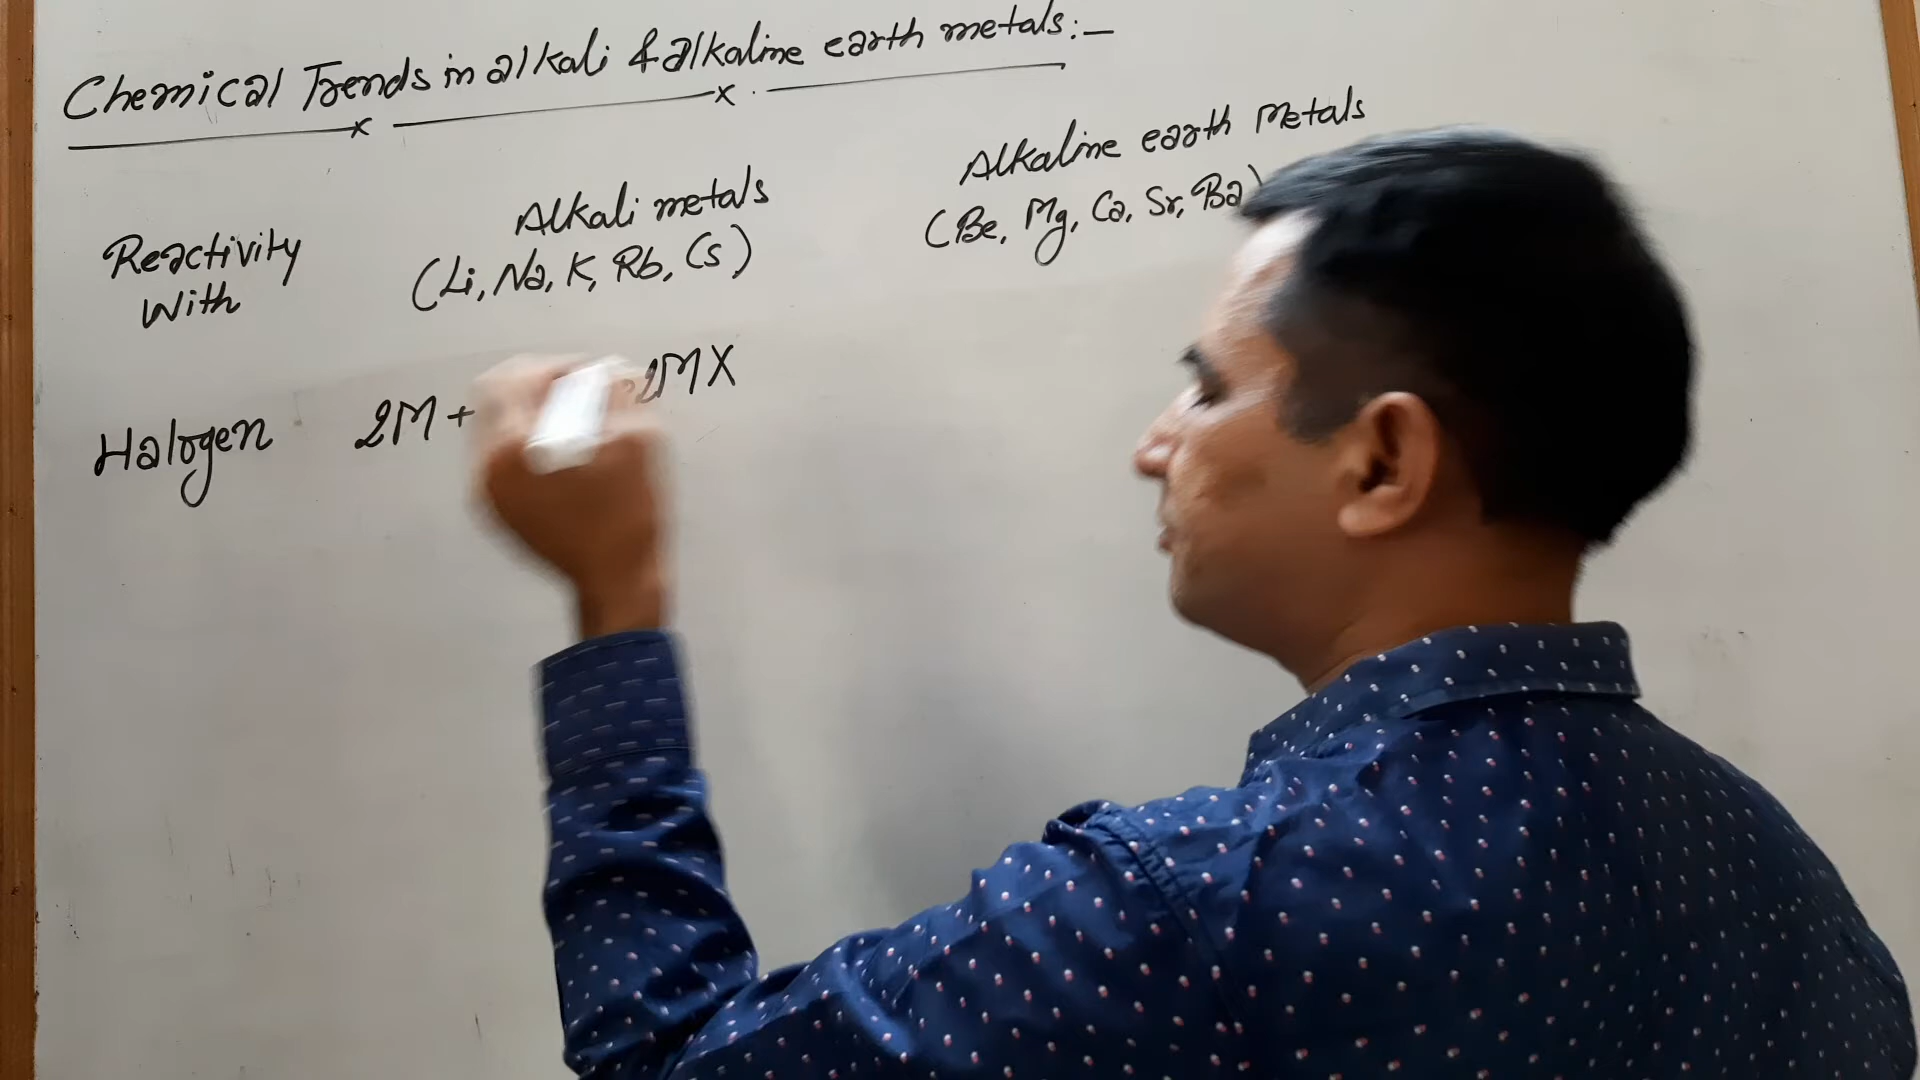 Chemical Trends in alkali & alkaline earth metals:-
Reactivity With
Alkali metals
(Li, Na, K, Rb, Cs)
Alkaline earth Metals
(Be, Mg, Ca, Sr, Ba)
Halogen 2M + 2MX